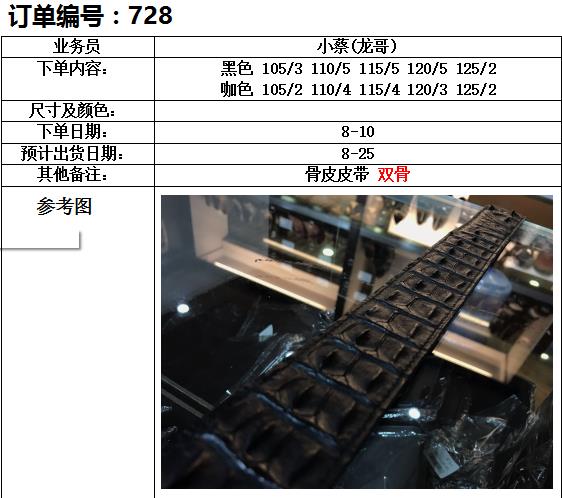 订单编号：728
业务员 小蔡(龙哥)
下单内容: 黑色 105/3 110/5 115/5 120/5 125/2
咖色 105/2 110/4 115/4 120/3 125/2
尺寸及颜色:
下单日期: 8-10
预计出货日期: 8-25
其他备注: 骨皮皮带 双骨
参考图